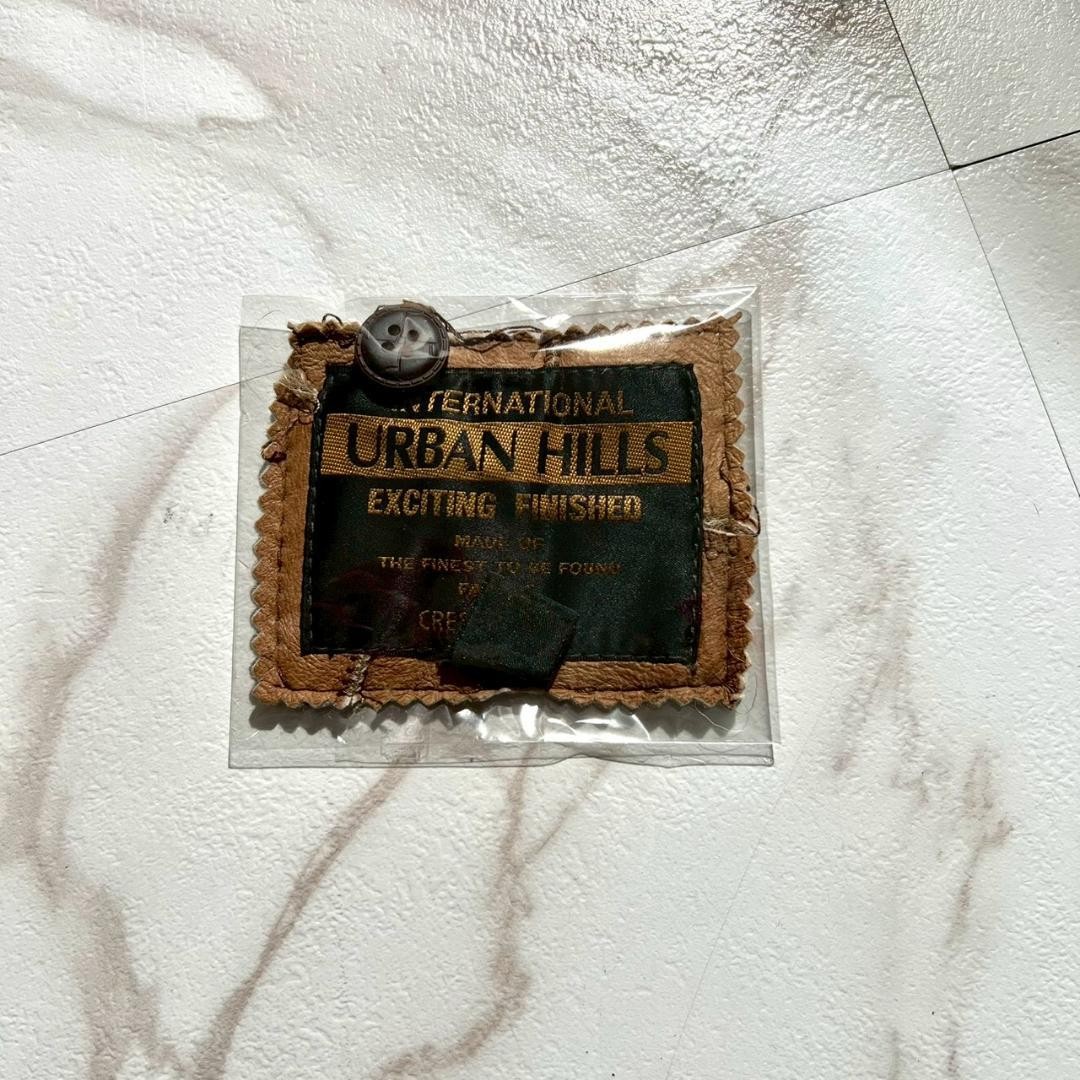 INTERNATIONAL
URBAN HILLS
EXCITING FINISHED
MADE OF
THE FINEST TO BE FOUND